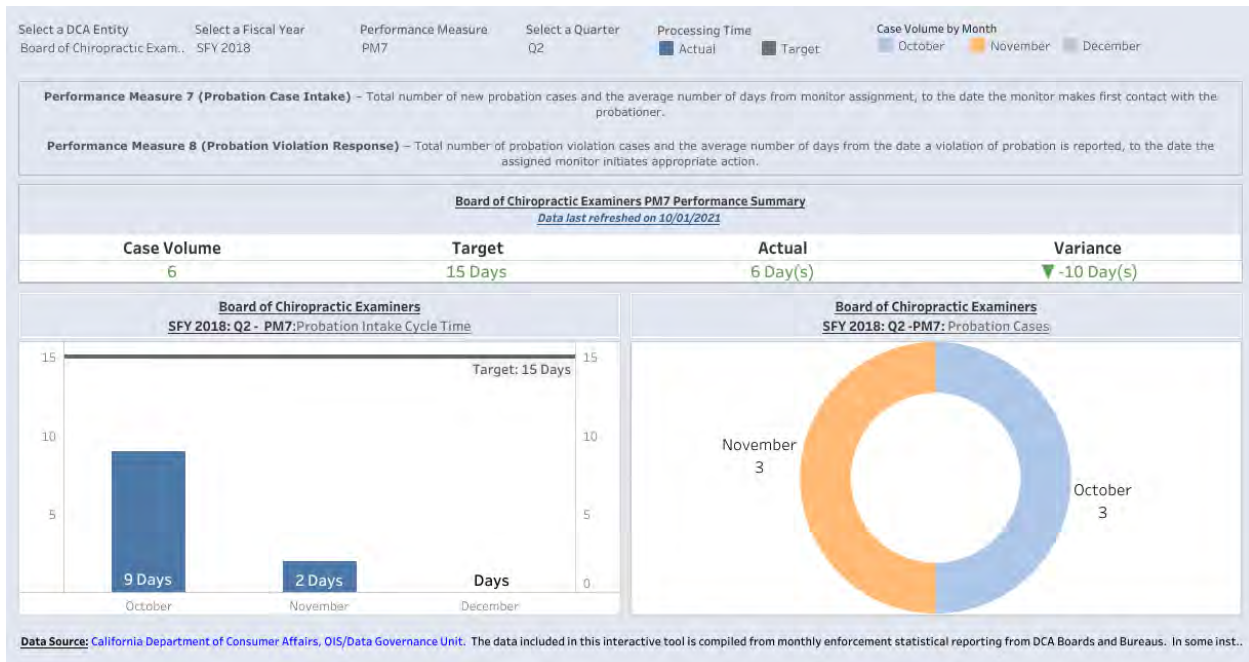 Select a DCA Entity Select a Fiscal Year Performance Measure Select a Quarter Processing Time Case Volume by Month
Board of Chiropractic Exam.. SFY 2018 PM7 Q2 Actual Target October November December
Performance Measure 7 (Probation Case Intake) – Total number of new probation cases and the average number of days from monitor assignment, to the date the monitor makes first contact with the
probationer.
Performance Measure 8 (Probation Violation Response) – Total number of probation violation cases and the average number of days from the date a violation of probation is reported, to the date the
assigned monitor initiates appropriate action.
Board of Chiropractic Examiners PM7 Performance Summary
Data last refreshed on 10/01/2021
Case Volume Target Actual Variance
6 15 Days 6 Day(s) ▼ -10 Day(s)
Board of Chiropractic Examiners
SFY 2018: Q2 - PM7:Probation Intake Cycle Time
15 15
Target: 15 Days
10 10
5 5
9 Days 2 Days Days 0
October November December
Board of Chiropractic Examiners
SFY 2018: Q2 -PM7: Probation Cases
November
3
October
3
Data Source: California Department of Consumer Affairs, OIS/Data Governance Unit. The data included in this interactive tool is compiled from monthly enforcement statistical reporting from DCA Boards and Bureaus. In some inst..